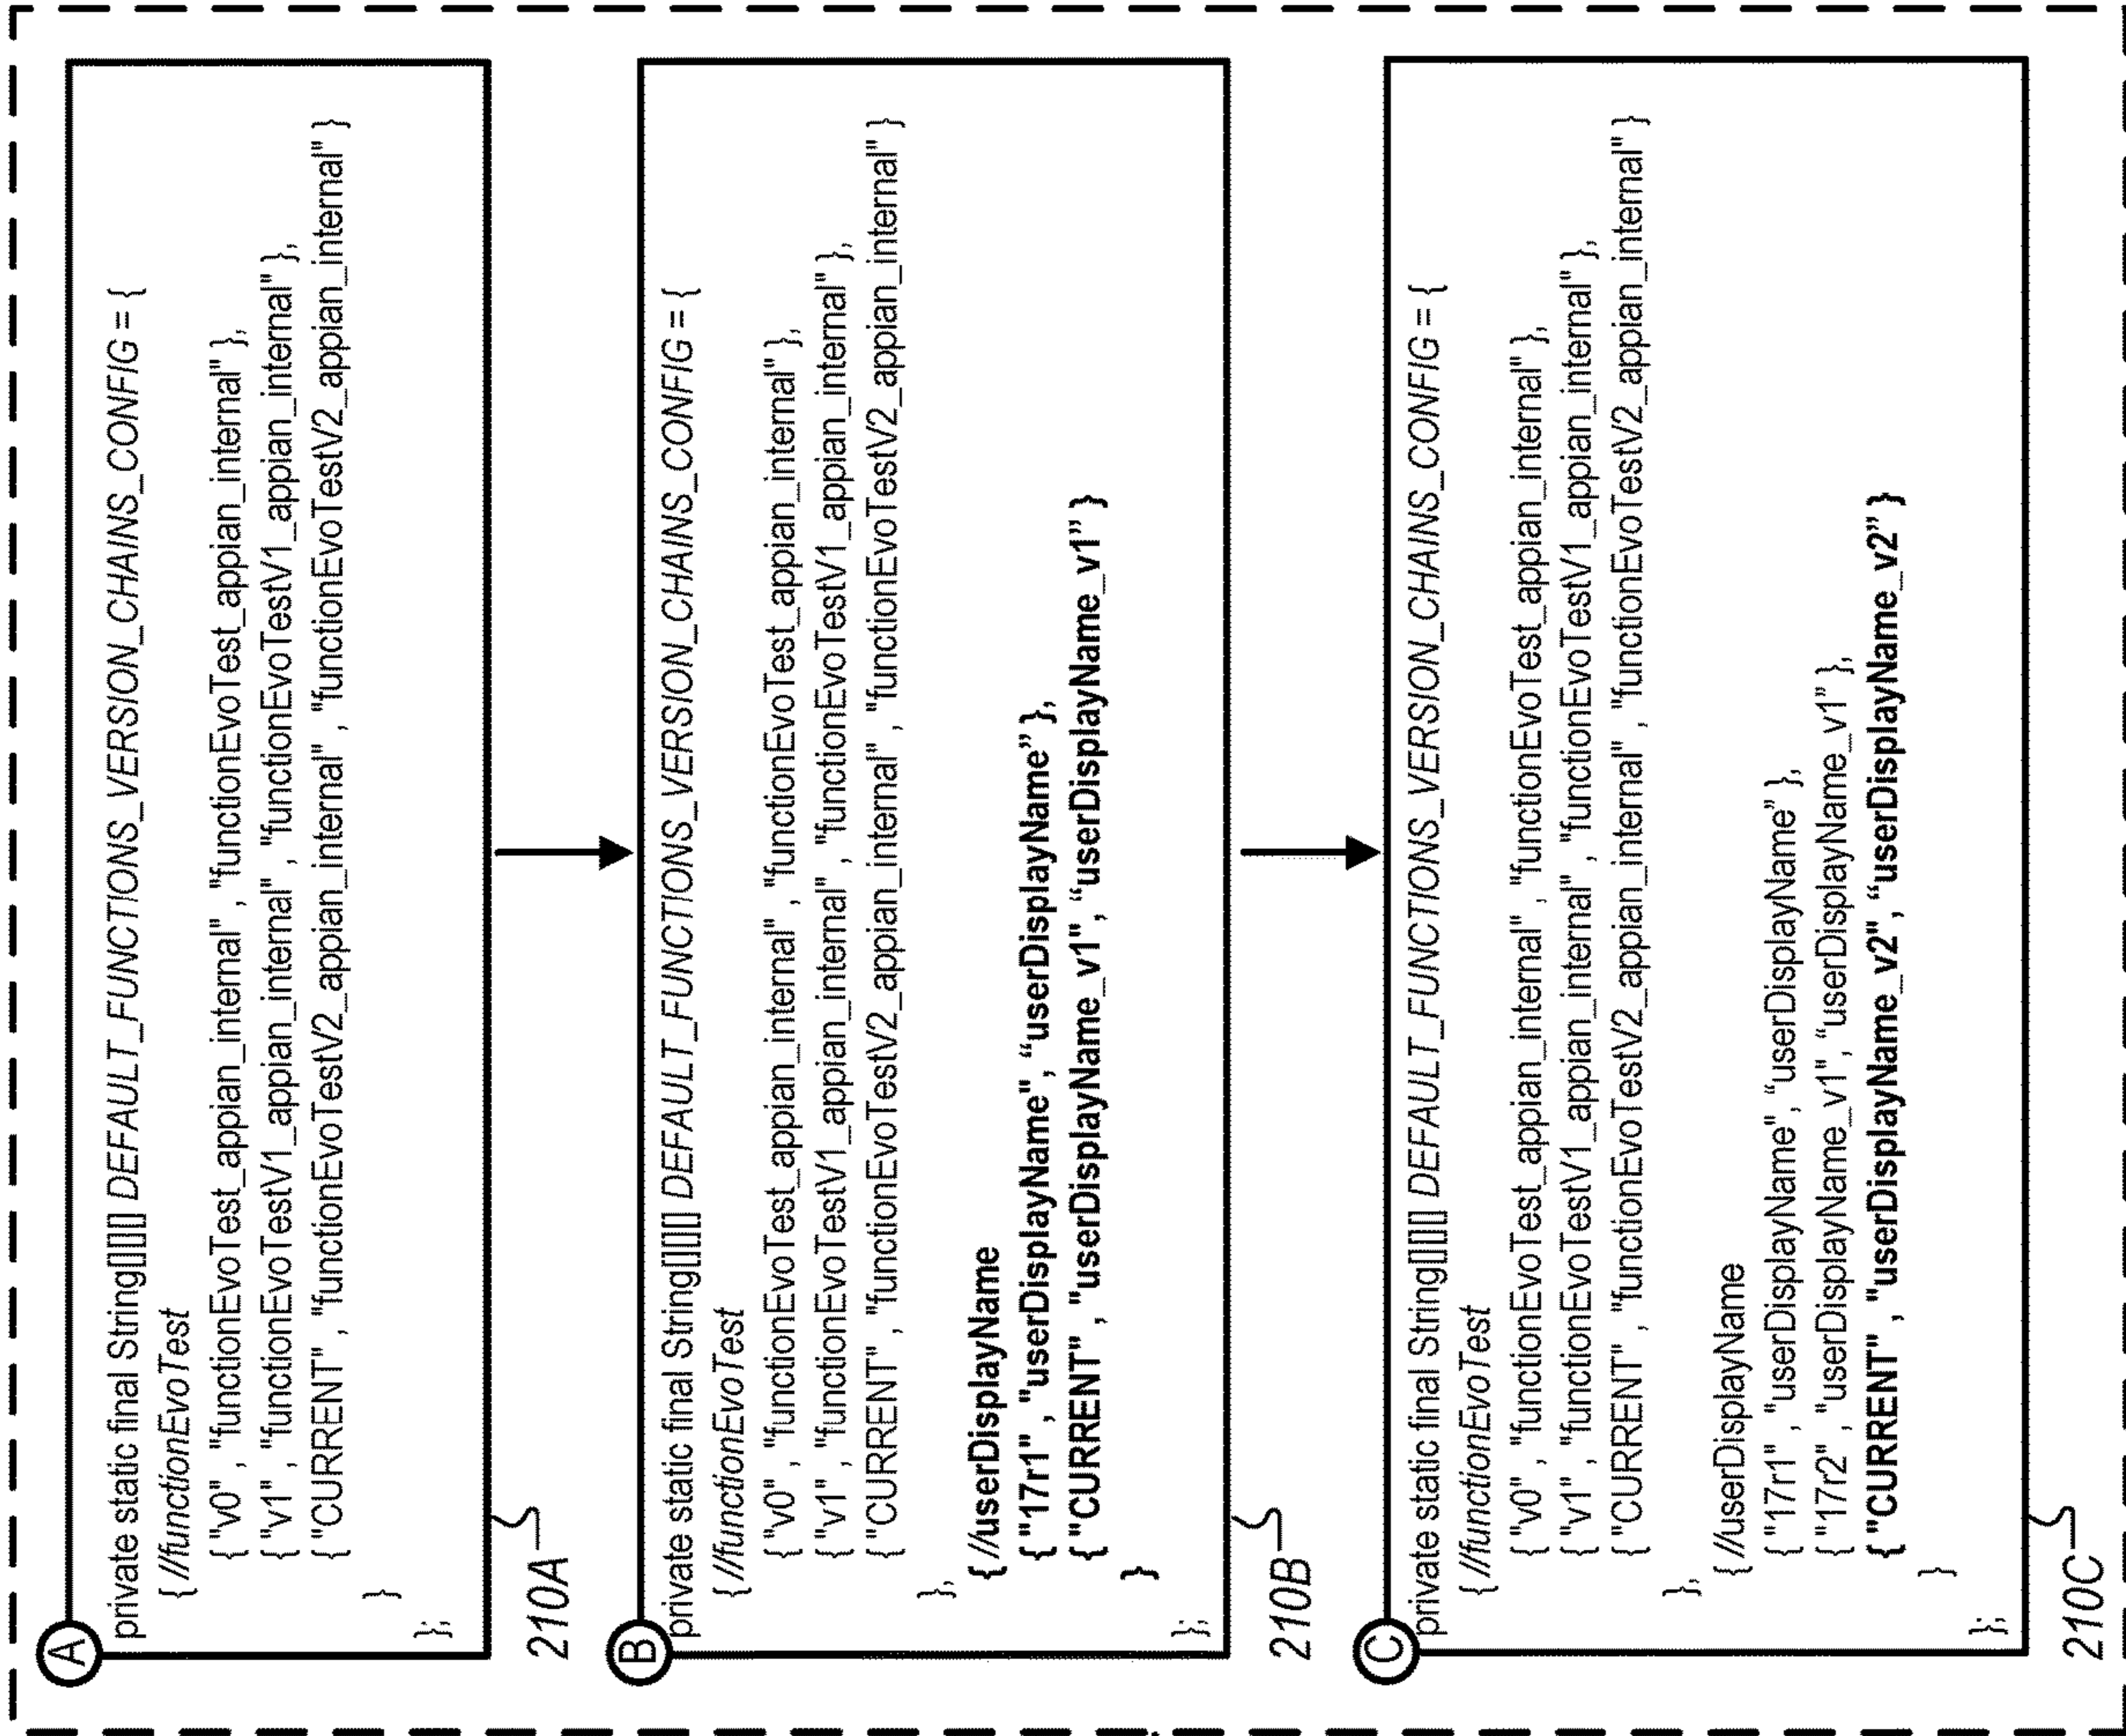 A
private static final String[][][] DEFAULT_FUNCTIONS_VERSION_CHAINS_CONFIG = {
{ //functionEvoTest
{ "v0" , "functionEvoTest_appian_internal" , "functionEvoTest_appian_internal" },
{ "v1" , "functionEvoTestV1_appian_internal" , "functionEvoTestV1_appian_internal" },
{ "CURRENT" , "functionEvoTestV2_appian_internal" , "functionEvoTestV2_appian_internal" }
}
};
210A
B
private static final String[][][] DEFAULT_FUNCTIONS_VERSION_CHAINS_CONFIG = {
{ //functionEvoTest
{ "v0" , "functionEvoTest_appian_internal" , "functionEvoTest_appian_internal" },
{ "v1" , "functionEvoTestV1_appian_internal" , "functionEvoTestV1_appian_internal" },
{ "CURRENT" , "functionEvoTestV2_appian_internal" , "functionEvoTestV2_appian_internal" }
},
{ //userDisplayName
{ "17r1" , "userDisplayName", “userDisplayName” },
{ "CURRENT" , "userDisplayName_v1", “userDisplayName_v1” }
}
};
210B
C
private static final String[][][] DEFAULT_FUNCTIONS_VERSION_CHAINS_CONFIG = {
{ //functionEvoTest
{ "v0" , "functionEvoTest_appian_internal" , "functionEvoTest_appian_internal" },
{ "v1" , "functionEvoTestV1_appian_internal" , "functionEvoTestV1_appian_internal" },
{ "CURRENT" , "functionEvoTestV2_appian_internal" , "functionEvoTestV2_appian_internal" }
},
{ //userDisplayName
{ "17r1" , "userDisplayName", “userDisplayName” },
{ "17r2" , "userDisplayName_v1", “userDisplayName_v1” },
{ "CURRENT" , "userDisplayName_v2", “userDisplayName_v2” }
}
};
210C